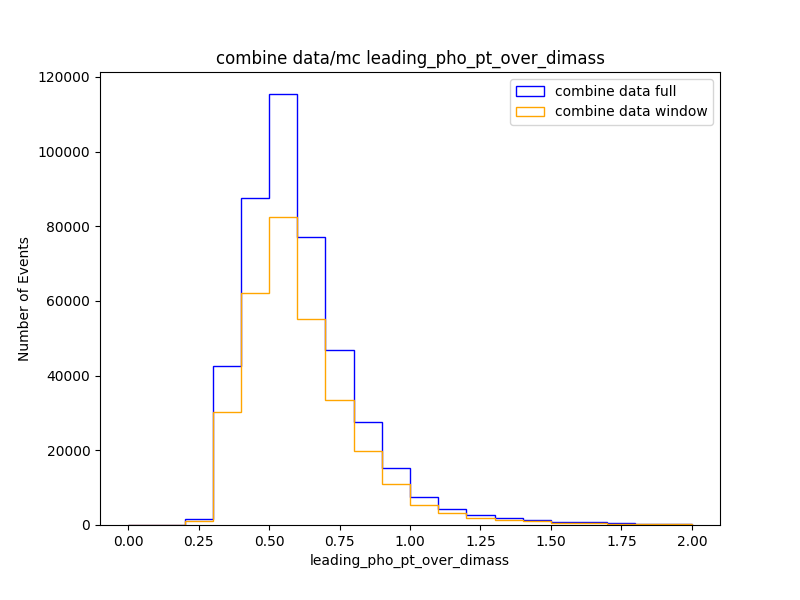 combine data/mc leading_pho_pt_over_dimass
combine data full
combine data window
Number of Events
120000
100000
80000
60000
40000
20000
0
0.00 0.25 0.50 0.75 1.00 1.25 1.50 1.75 2.00
leading_pho_pt_over_dimass